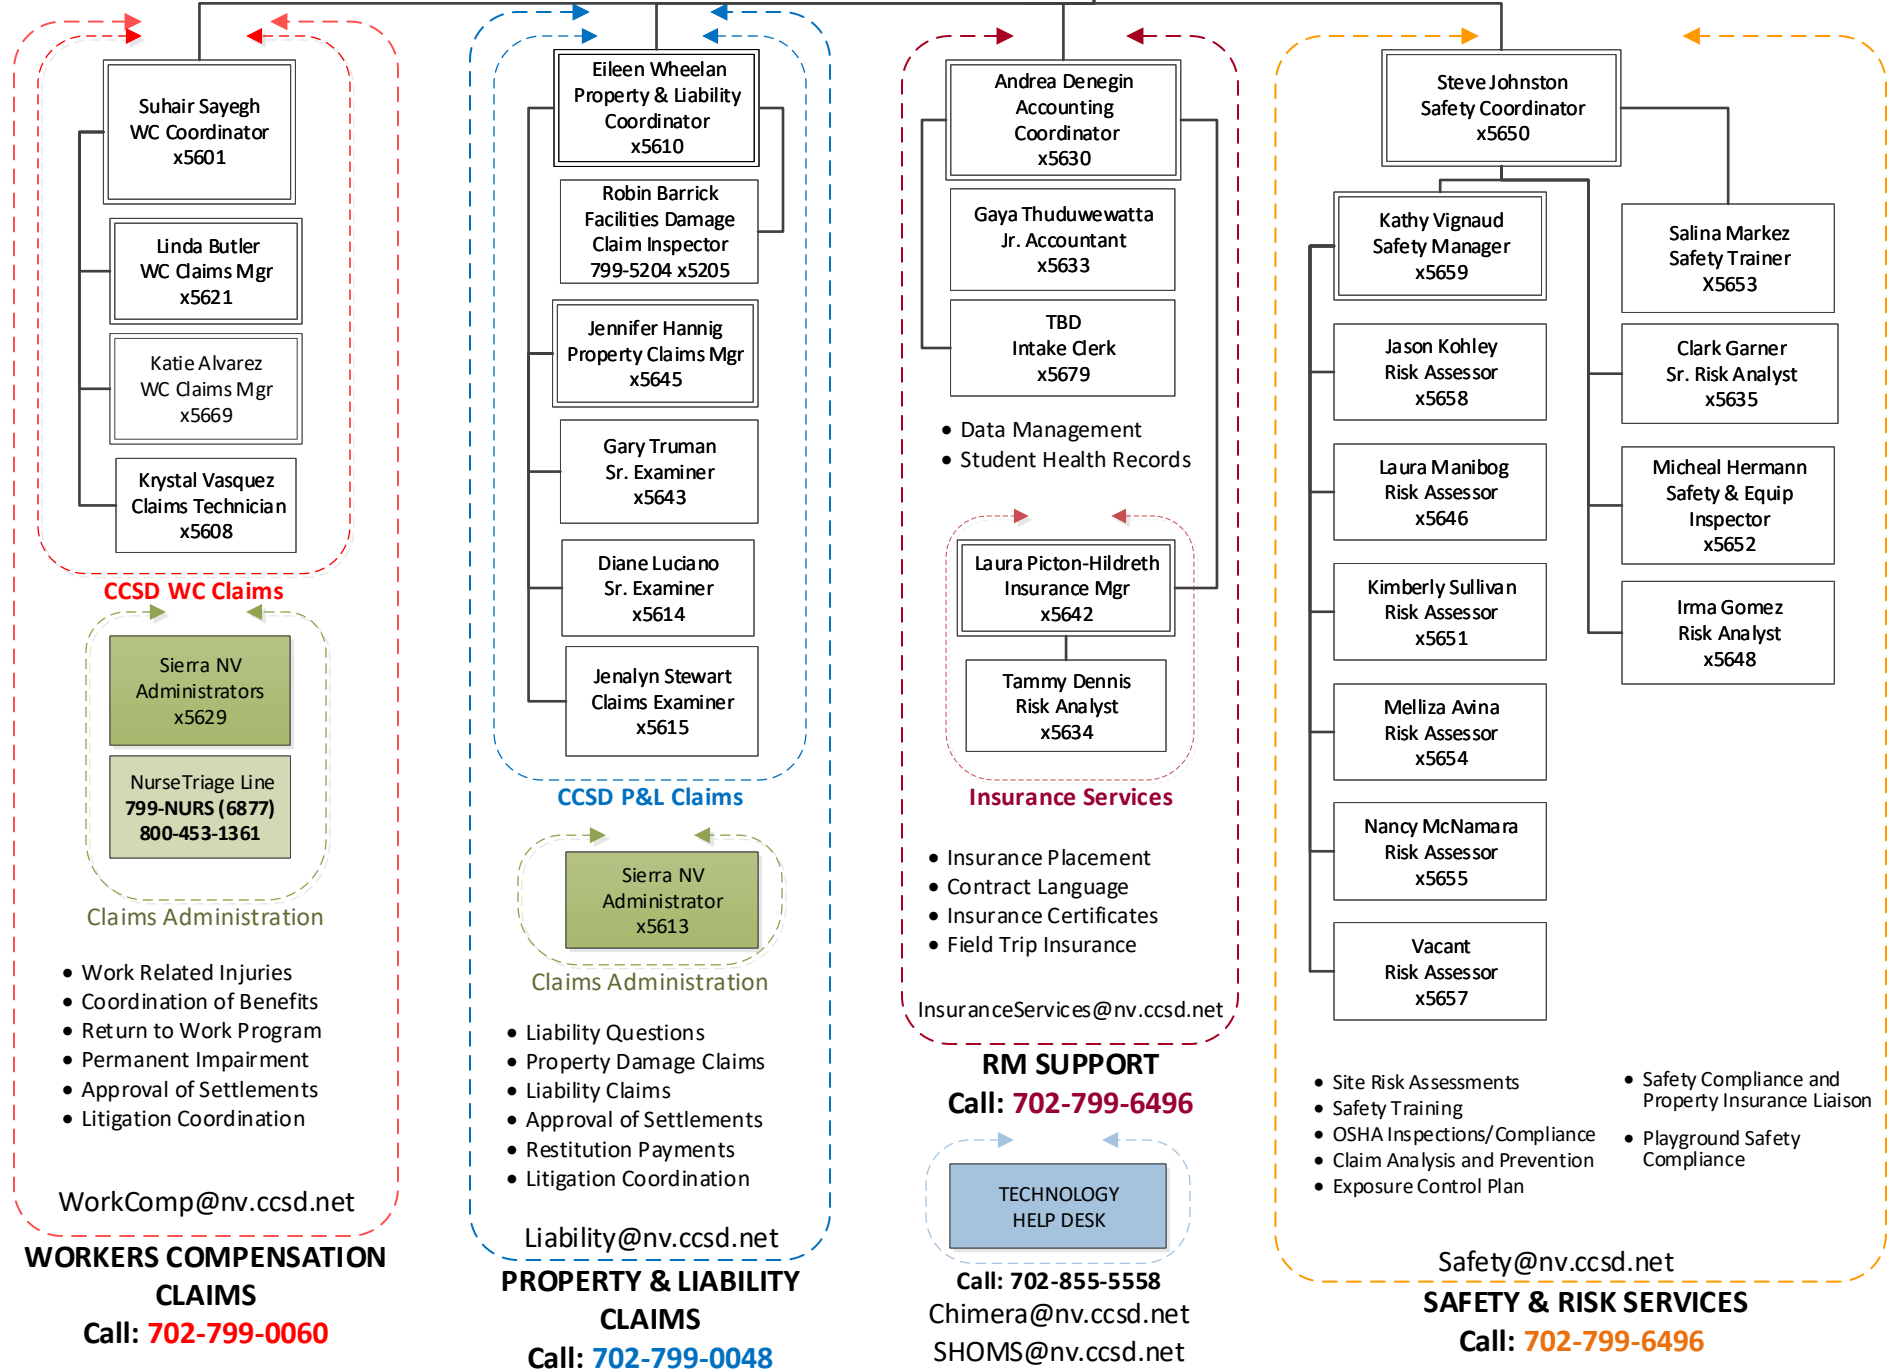 Suhair Sayegh
WC Coordinator
x5601
Linda Butler
WC Claims Mgr
x5621
Katie Alvarez
WC Claims Mgr
x5669
Krystal Vasquez
Claims Technician
x5608
CCSD WC Claims
Sierra NV
Administrators
x5629
NurseTriage Line
799-NURS (6877)
800-453-1361
Claims Administration
• Work Related Injuries
• Coordination of Benefits
• Return to Work Program
• Permanent Impairment
• Approval of Settlements
• Litigation Coordination
WorkComp@nv.ccsd.net
WORKERS COMPENSATION
CLAIMS
Call: 702-799-0060
Eileen Wheelan
Property & Liability
Coordinator
x5610
Robin Barrick
Facilities Damage
Claim Inspector
799-5204 x5205
Jennifer Hannig
Property Claims Mgr
x5645
Gary Truman
Sr. Examiner
x5643
Diane Luciano
Sr. Examiner
x5614
Jenalyn Stewart
Claims Examiner
x5615
CCSD P&L Claims
Sierra NV
Administrator
x5613
Claims Administration
• Liability Questions
• Property Damage Claims
• Liability Claims
• Approval of Settlements
• Restitution Payments
• Litigation Coordination
Liability@nv.ccsd.net
PROPERTY & LIABILITY
CLAIMS
Call: 702-799-0048
Andrea Denegin
Accounting
Coordinator
x5630
Gaya Thuduwewatta
Jr. Accountant
x5633
TBD
Intake Clerk
x5679
• Data Management
• Student Health Records
Laura Picton-Hildreth
Insurance Mgr
x5642
Tammy Dennis
Risk Analyst
x5634
Insurance Services
• Insurance Placement
• Contract Language
• Insurance Certificates
• Field Trip Insurance
InsuranceServices@nv.ccsd.net
RM SUPPORT
Call: 702-799-6496
TECHNOLOGY
HELP DESK
Call: 702-855-5558
Chimera@nv.ccsd.net
SHOMS@nv.ccsd.net
Steve Johnston
Safety Coordinator
x5650
Kathy Vignaud
Safety Manager
x5659
Jason Kohley
Risk Assessor
x5658
Laura Manibog
Risk Assessor
x5646
Kimberly Sullivan
Risk Assessor
x5651
Melliza Avina
Risk Assessor
x5654
Nancy McNamara
Risk Assessor
x5655
Vacant
Risk Assessor
x5657
Salina Markez
Safety Trainer
X5653
Clark Garner
Sr. Risk Analyst
x5635
Micheal Hermann
Safety & Equip
Inspector
x5652
Irma Gomez
Risk Analyst
x5648
• Site Risk Assessments
• Safety Training
• OSHA Inspections/Compliance
• Claim Analysis and Prevention
• Exposure Control Plan
• Safety Compliance and
Property Insurance Liaison
• Playground Safety
Compliance
Safety@nv.ccsd.net
SAFETY & RISK SERVICES
Call: 702-799-6496